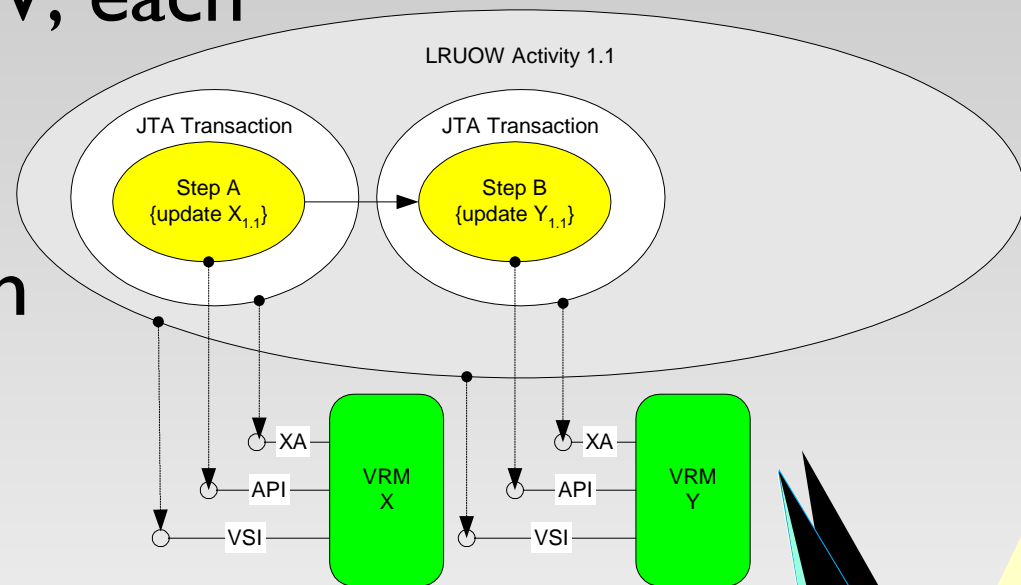 , each
LRUOW Activity 1.1
JTA Transaction
JTA Transaction
Step A
{update X1.1}
Step B
{update Y1.1}
XA
API
VSI
VRM
X
XA
API
VSI
VRM
Y